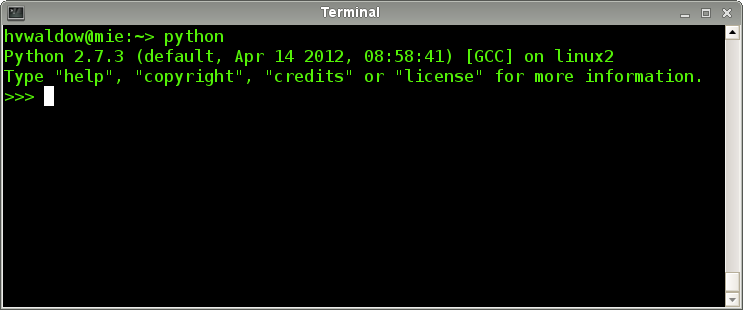 Terminal
hvwaldow@mie:~> python
Python 2.7.3 (default, Apr 14 2012, 08:58:41) [GCC] on linux2
Type "help", "copyright", "credits" or "license" for more information.
>>>